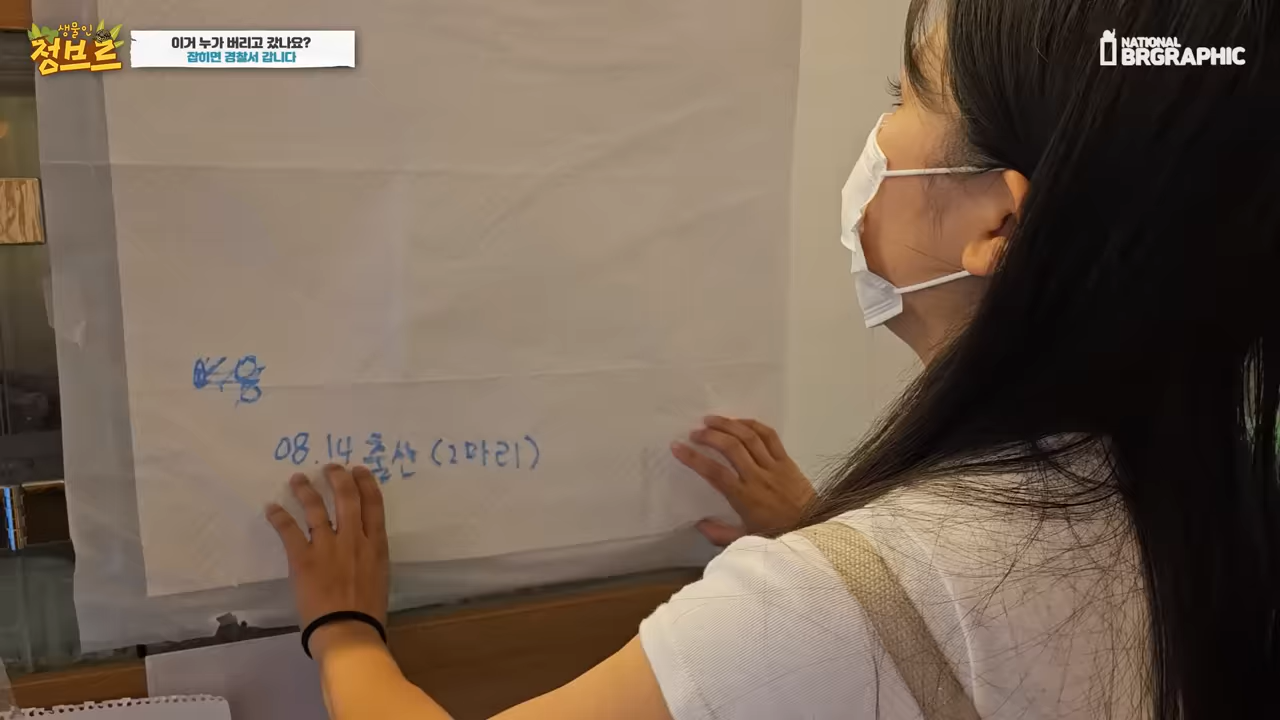 생물인
정브르
이거 누가 버리고 갔나요?
잡히면 경찰서 갑니다
NATIONAL
BRGRAPHIC
08.14 출산 (2마리)